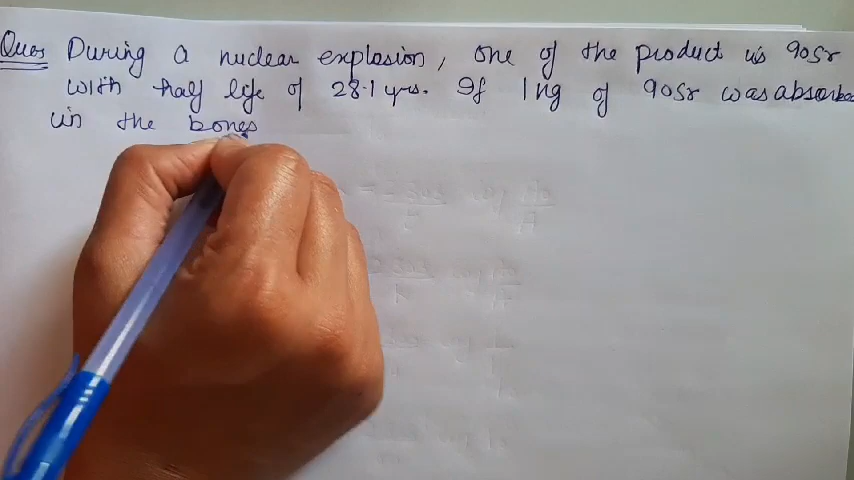 Ques During a nuclear explosion, one of the product is 90Sr
with half life of 28.1 yrs. If 1ng of 90Sr was absorbed
in the bones